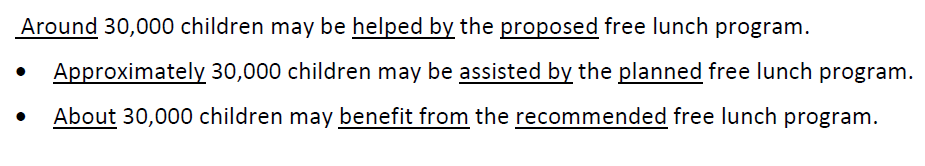 Around 30,000 children may be helped by the proposed free lunch program.
• Approximately 30,000 children may be assisted by the planned free lunch program.
• About 30,000 children may benefit from the recommended free lunch program.